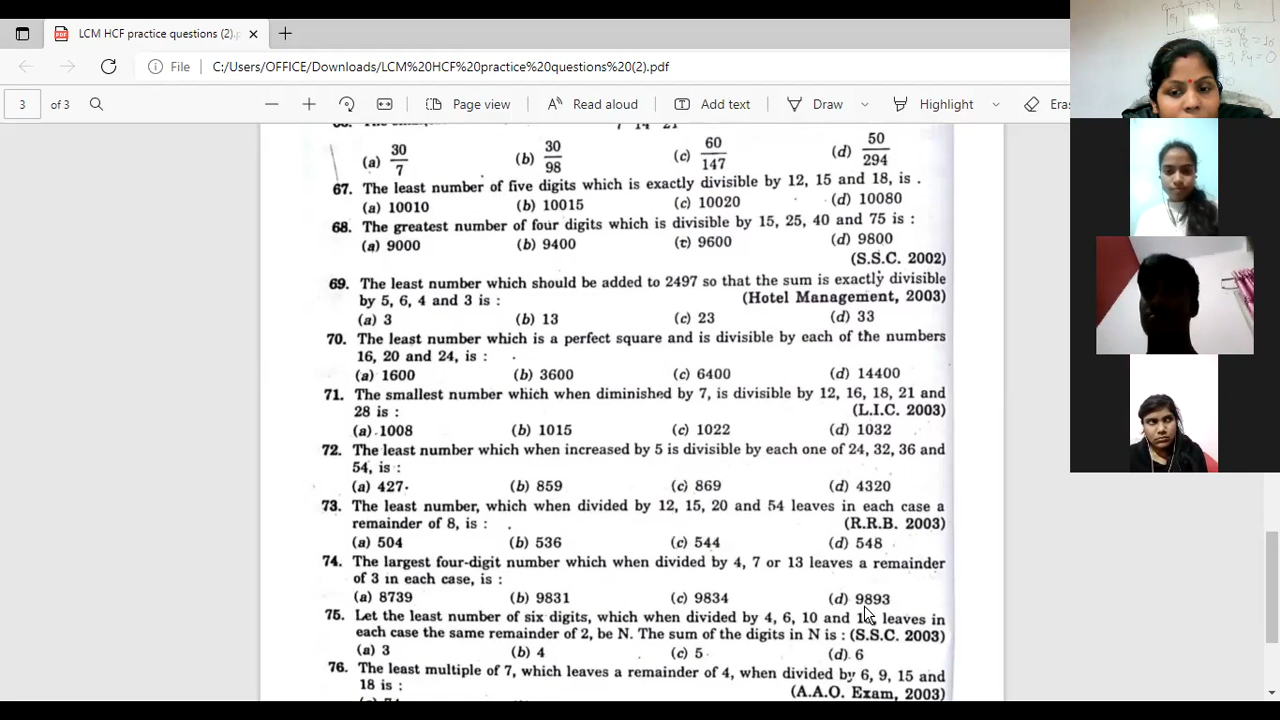 LCM HCF practice questions (2).p
File C:/Users/OFFICE/Downloads/LCM%20HCF%20practice%20questions%20(2).pdf
3 of 3 Page view Read aloud Add text Draw Highlight Eras
7 14 21
(a) 30/7 (b) 30/98 (c) 60/147 (d) 50/294
67. The least number of five digits which is exactly divisible by 12, 15 and 18, is .
(a) 10010 (b) 10015 (c) 10020 (d) 10080
68. The greatest number of four digits which is divisible by 15, 25, 40 and 75 is :
(a) 9000 (b) 9400 (c) 9600 (d) 9800
(S.S.C. 2002)
69. The least number which should be added to 2497 so that the sum is exactly divisible
by 5, 6, 4 and 3 is : (Hotel Management, 2003)
(a) 3 (b) 13 (c) 23 (d) 33
70. The least number which is a perfect square and is divisible by each of the numbers
16, 20 and 24, is :
(a) 1600 (b) 3600 (c) 6400 (d) 14400
71. The smallest number which when diminished by 7, is divisible by 12, 16, 18, 21 and
28 is : (L.I.C. 2003)
(a) 1008 (b) 1015 (c) 1022 (d) 1032
72. The least number which when increased by 5 is divisible by each one of 24, 32, 36 and
54, is :
(a) 427 (b) 859 (c) 869 (d) 4320
73. The least number, which when divided by 12, 15, 20 and 54 leaves in each case a
remainder of 8, is : (R.R.B. 2003)
(a) 504 (b) 536 (c) 544 (d) 548
74. The largest four-digit number which when divided by 4, 7 or 13 leaves a remainder
of 3 in each case, is :
(a) 8739 (b) 9831 (c) 9834 (d) 9893
75. Let the least number of six digits, which when divided by 4, 6, 10 and leaves in
each case the same remainder of 2, be N. The sum of the digits in N is : (S.S.C. 2003)
(a) 3 (b) 4 (c) 5 (d) 6
76. The least multiple of 7, which leaves a remainder of 4, when divided by 6, 9, 15 and
18 is : (A.A.O. Exam, 2003)